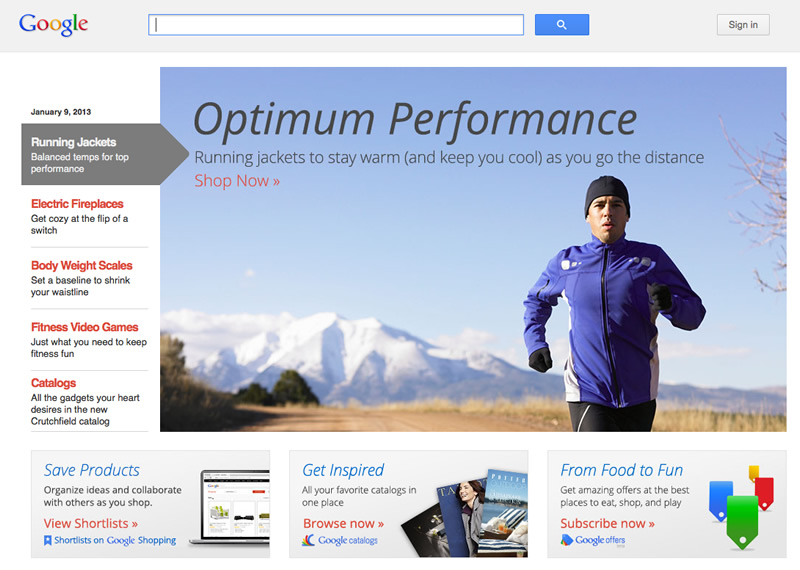 Google
Sign in
January 9, 2013
Running Jackets
Balanced temps for top
performance
Electric Fireplaces
Get cozy at the flip of a
switch
Body Weight Scales
Set a baseline to shrink
your waistline
Fitness Video Games
Just what you need to keep
fitness fun
Catalogs
All the gadgets your heart
desires in the new
Crutchfield catalog
Optimum Performance
Running jackets to stay warm (and keep you cool) as you go the distance
Shop Now »
Save Products
Organize ideas and collaborate
with others as you shop.
View Shortlists »
Shortlists on Google Shopping
Get Inspired
All your favorite catalogs in
one place
Browse now »
Google catalogs
From Food to Fun
Get amazing offers at the best
places to eat, shop, and play
Subscribe now »
Google offers